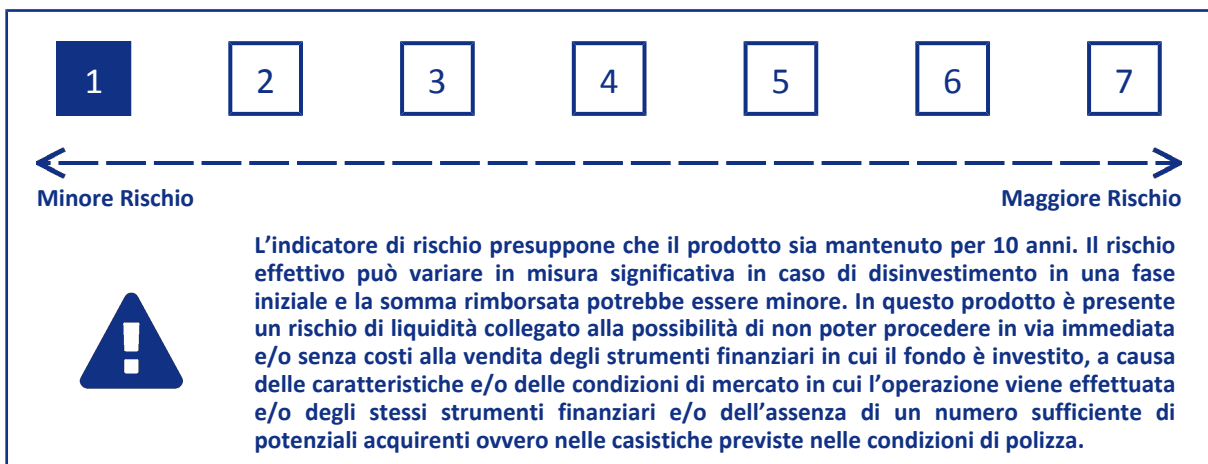 1 2 3 4 5 6 7
Minore Rischio Maggiore Rischio
L’indicatore di rischio presuppone che il prodotto sia mantenuto per 10 anni. Il rischio
effettivo può variare in misura significativa in caso di disinvestimento in una fase
iniziale e la somma rimborsata potrebbe essere minore. In questo prodotto è presente
un rischio di liquidità collegato alla possibilità di non poter procedere in via immediata
e/o senza costi alla vendita degli strumenti finanziari in cui il fondo è investito, a causa
delle caratteristiche e/o delle condizioni di mercato in cui l’operazione viene effettuata
e/o degli stessi strumenti finanziari e/o dell’assenza di un numero sufficiente di
potenziali acquirenti ovvero nelle casistiche previste nelle condizioni di polizza.